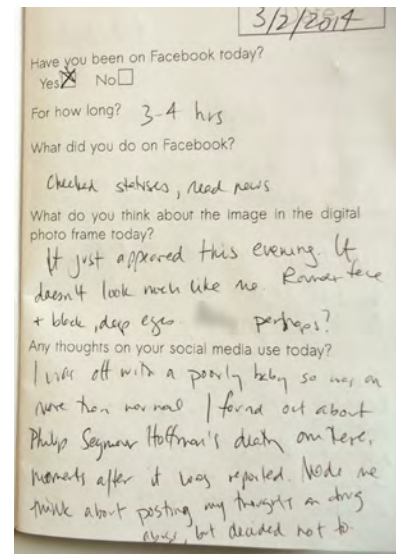 3/2/2014
Have you been on Facebook today?
Yes☒ No☐
For how long? 3-4 hrs
What did you do on Facebook?
Checked statuses, read news
What do you think about the image in the digital
photo frame today?
It just appeared this evening. It
doesn't look much like me. Rounder face
+ black, deep eyes perhaps?
Any thoughts on your social media use today?
I was off with a poorly baby so was on
more than normal I found out about
Philip Seymour Hoffman's death on here,
moments after it was reported. Made me
think about posting my thoughts on drug
abuse, but decided not to.